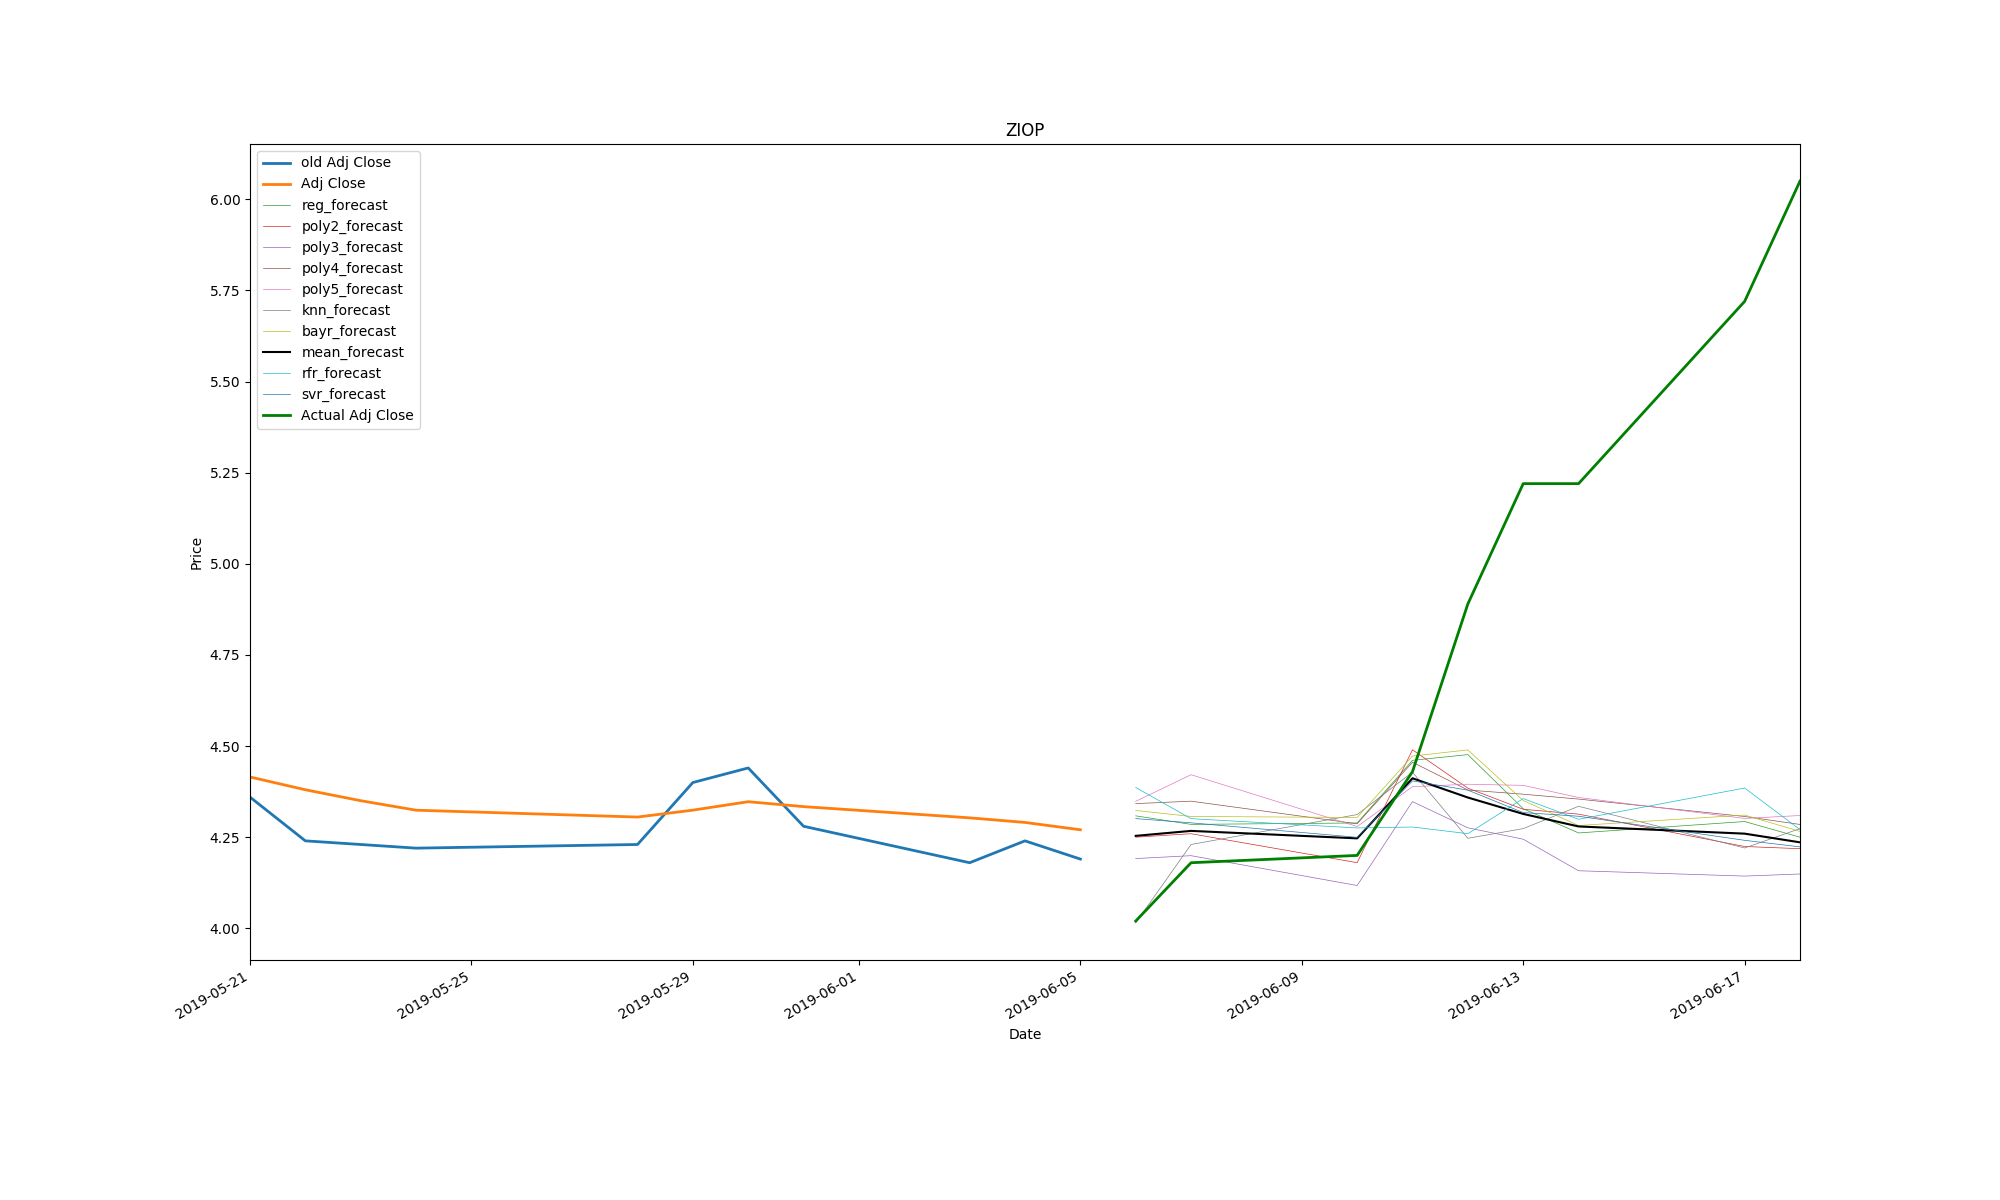 ZIOP
old Adj Close
Adj Close
reg_forecast
poly2_forecast
poly3_forecast
poly4_forecast
poly5_forecast
knn_forecast
bayr_forecast
mean_forecast
rfr_forecast
svr_forecast
Actual Adj Close
6.00
5.75
5.50
5.25
5.00
4.75
4.50
4.25
4.00
Price
2019-05-21
2019-05-25
2019-05-29
2019-06-01
2019-06-05
2019-06-09
2019-06-13
2019-06-17
Date